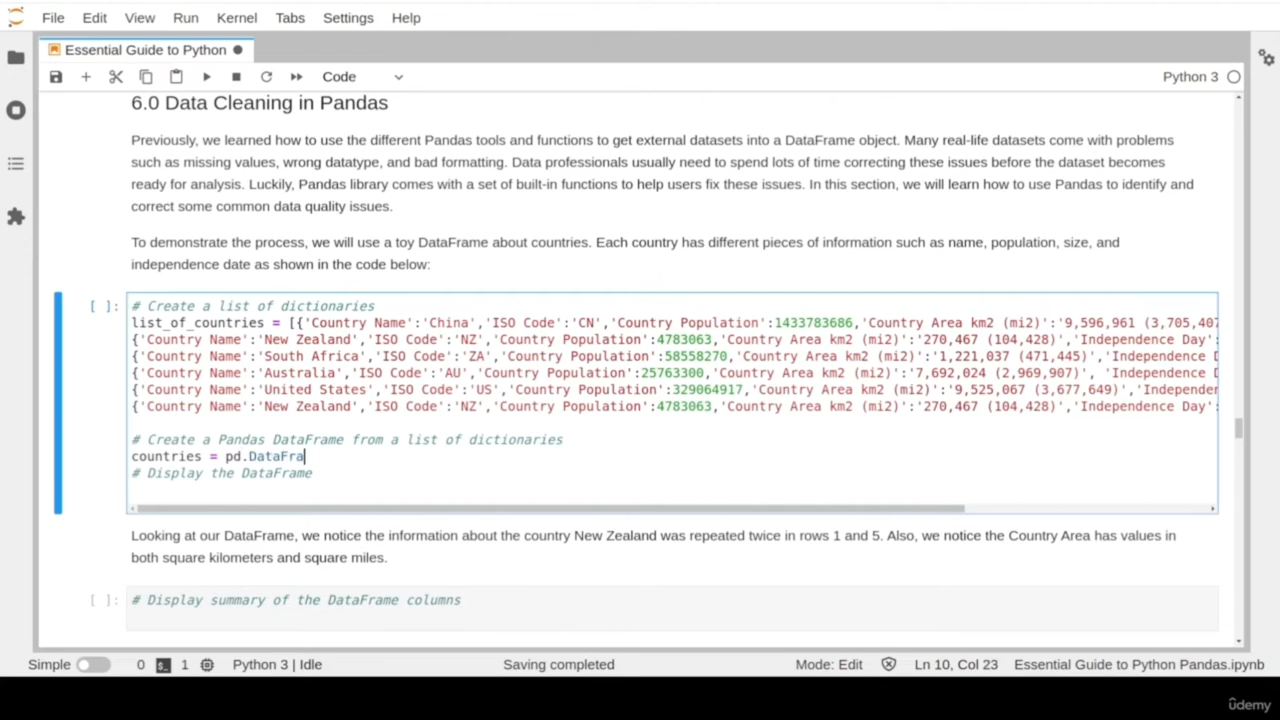 File Edit View Run Kernel Tabs Settings Help
Essential Guide to Python
Code
Python 3
6.0 Data Cleaning in Pandas
Previously, we learned how to use the different Pandas tools and functions to get external datasets into a DataFrame object. Many real-life datasets come with problems
such as missing values, wrong datatype, and bad formatting. Data professionals usually need to spend lots of time correcting these issues before the dataset becomes
ready for analysis. Luckily, Pandas library comes with a set of built-in functions to help users fix these issues. In this section, we will learn how to use Pandas to identify and
correct some common data quality issues.
To demonstrate the process, we will use a toy DataFrame about countries. Each country has different pieces of information such as name, population, size, and
independence date as shown in the code below:
[ ]: # Create a list of dictionaries
list_of_countries = [{'Country Name':'China','ISO Code':'CN','Country Population':1433783686,'Country Area km2 (mi2)':'9,596,961 (3,705,407
{'Country Name':'New Zealand','ISO Code':'NZ','Country Population':4783063,'Country Area km2 (mi2)':'270,467 (104,428)','Independence Day':
{'Country Name':'South Africa','ISO Code':'ZA','Country Population':58558270,'Country Area km2 (mi2)':'1,221,037 (471,445)','Independence D
{'Country Name':'Australia','ISO Code':'AU','Country Population':25763300,'Country Area km2 (mi2)':'7,692,024 (2,969,907)', 'Independence D
{'Country Name':'United States','ISO Code':'US','Country Population':329064917,'Country Area km2 (mi2)':'9,525,067 (3,677,649)','Independen
{'Country Name':'New Zealand','ISO Code':'NZ','Country Population':4783063,'Country Area km2 (mi2)':'270,467 (104,428)','Independence Day':
# Create a Pandas DataFrame from a list of dictionaries
countries = pd.DataFra
# Display the DataFrame
Looking at our DataFrame, we notice the information about the country New Zealand was repeated twice in rows 1 and 5. Also, we notice the Country Area has values in
both square kilometers and square miles.
[ ]: # Display summary of the DataFrame columns
Simple 0 1 Python 3 | Idle Saving completed Mode: Edit Ln 10, Col 23 Essential Guide to Python Pandas.ipynb
ûdemy